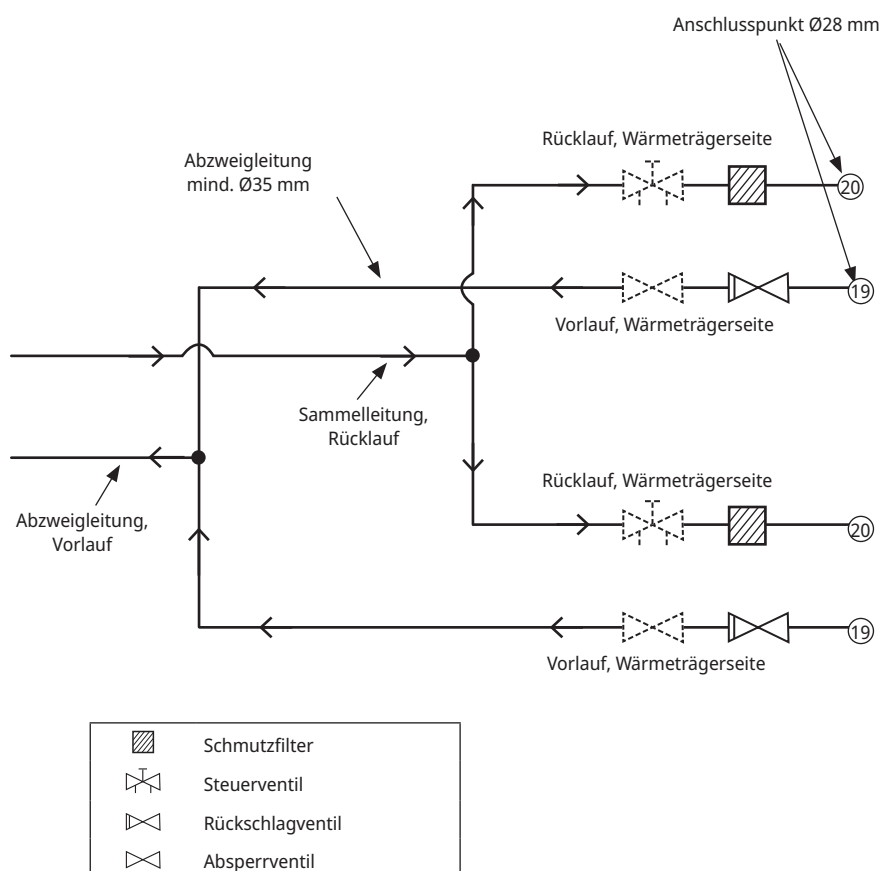 Anschlusspunkt Ø28 mm
Rücklauf, Wärmeträgerseite
Abzweigleitung
mind. Ø35 mm
20
19
Vorlauf, Wärmeträgerseite
Sammelleitung,
Rücklauf
Rücklauf, Wärmeträgerseite
Abzweigleitung,
Vorlauf
20
19
Vorlauf, Wärmeträgerseite
Schmutzfilter
Steuerventil
Rückschlagventil
Absperrventil